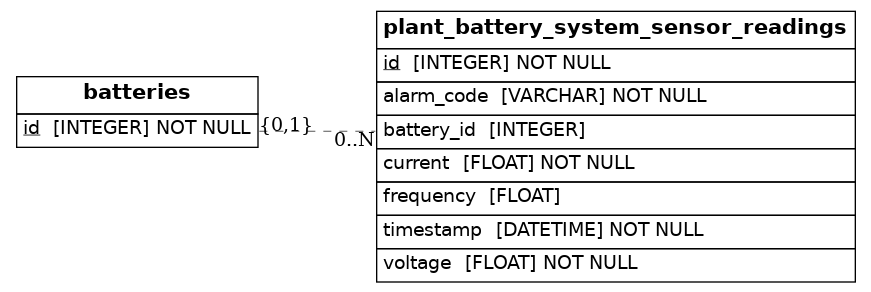 batteries
id [INTEGER] NOT NULL
{0,1}
0..N
plant_battery_system_sensor_readings
id [INTEGER] NOT NULL
alarm_code [VARCHAR] NOT NULL
battery_id [INTEGER]
current [FLOAT] NOT NULL
frequency [FLOAT]
timestamp [DATETIME] NOT NULL
voltage [FLOAT] NOT NULL